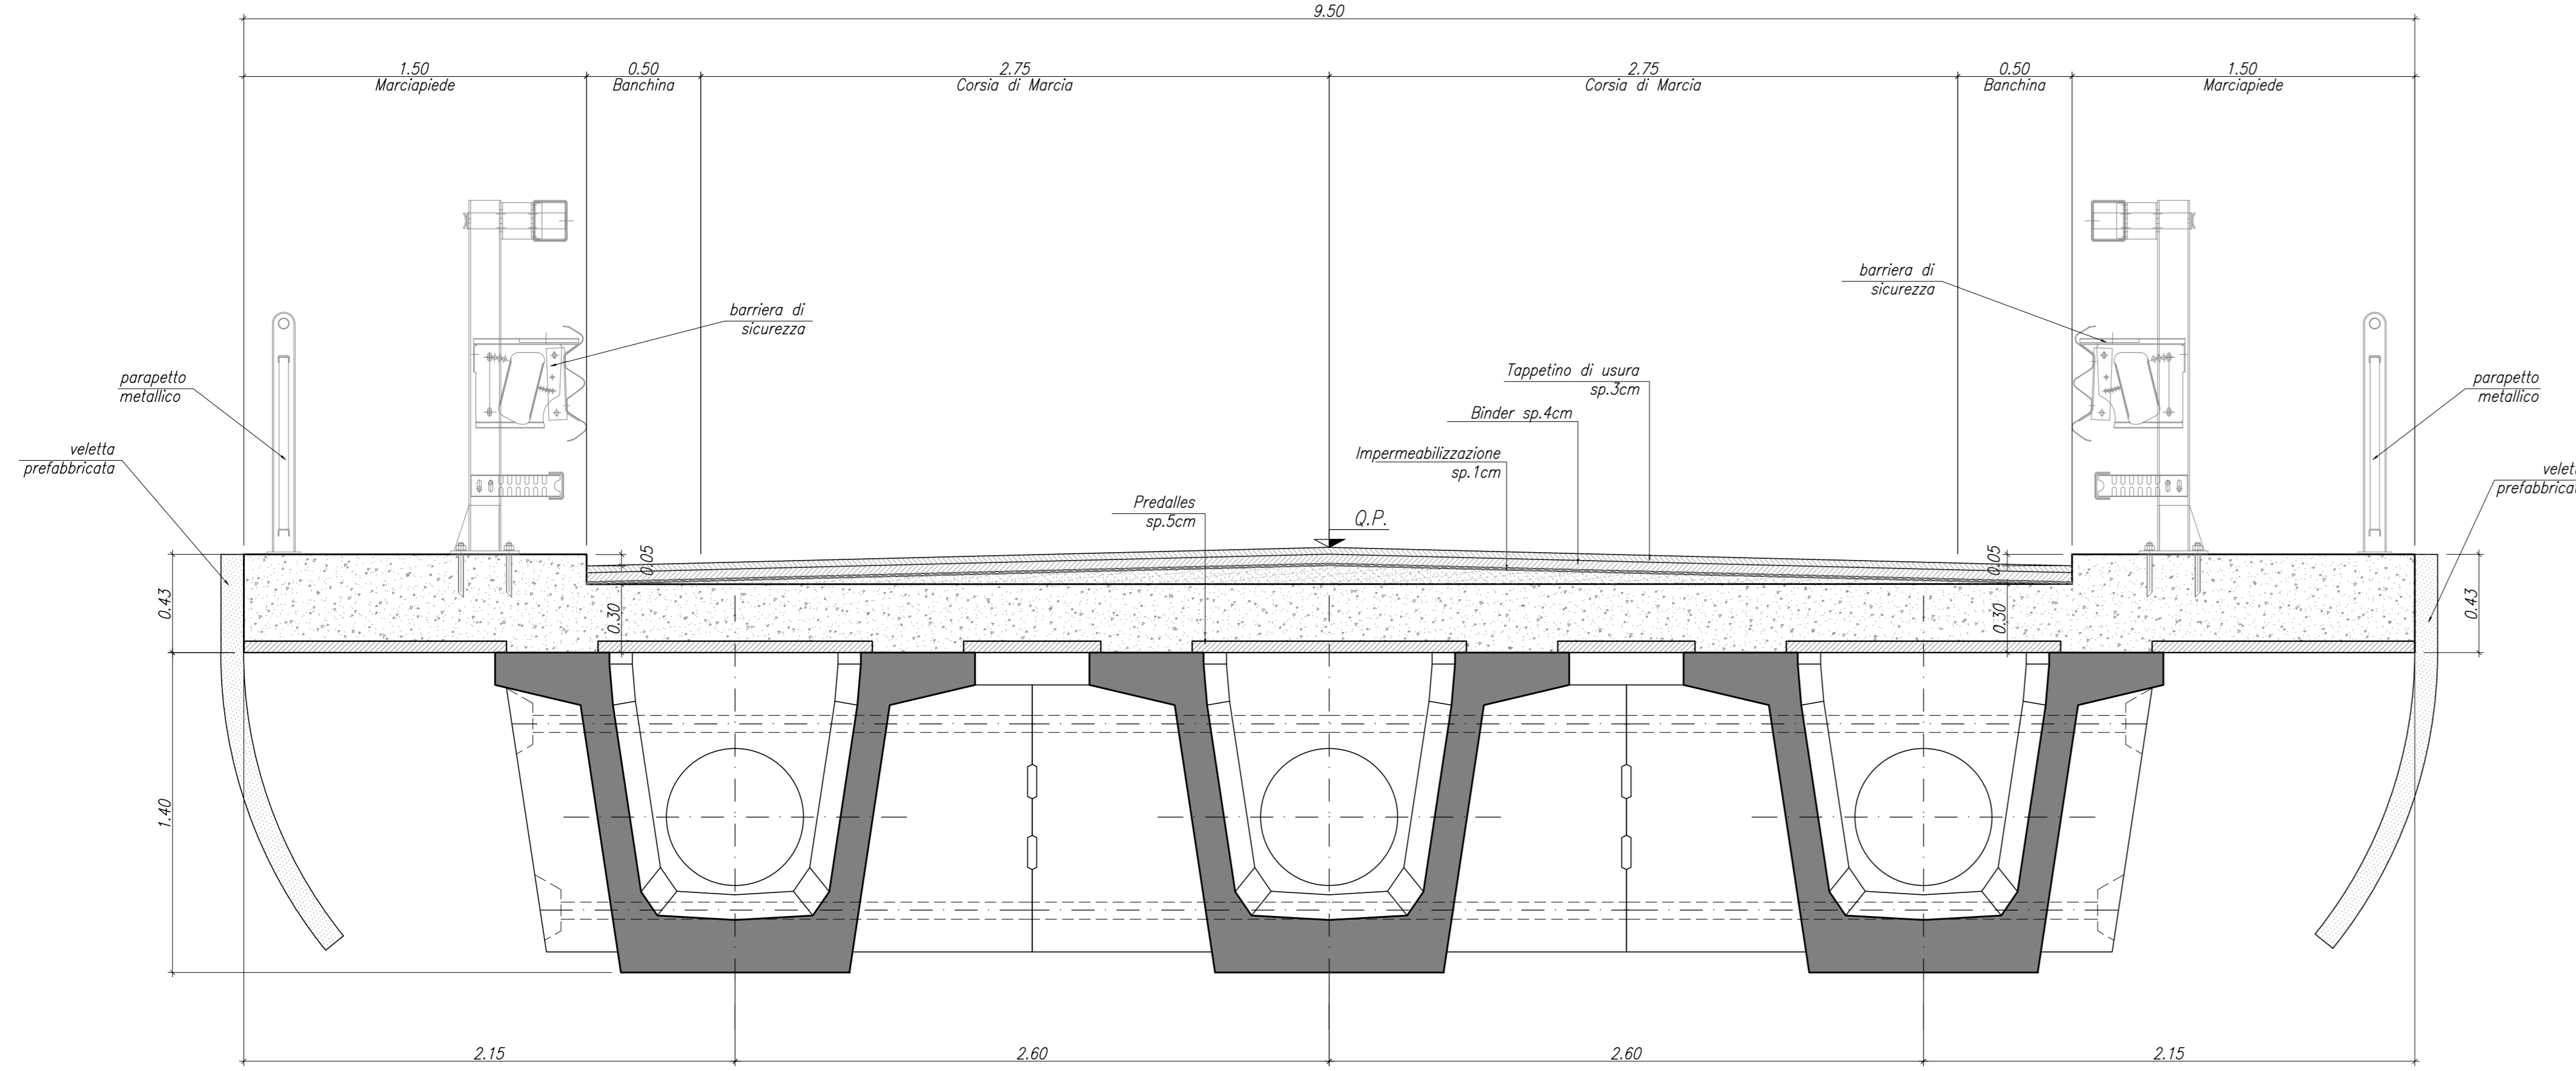 9.50
1.50
Marciapiede
0.50
Banchina
2.75
Corsia di Marcia
2.75
Corsia di Marcia
0.50
Banchina
1.50
Marciapiede
barriera di
sicurezza
barriera di
sicurezza
parapetto
metallico
parapetto
metallico
veletta
prefabbricata
velet
prefabbricat
Tappetino di usura
sp.3cm
Binder sp.4cm
Impermeabilizzazione
sp.1cm
Predalles
sp.5cm
Q.P.
0.05
0.05
0.43
0.30
0.30
0.43
1.40
2.15
2.60
2.60
2.15